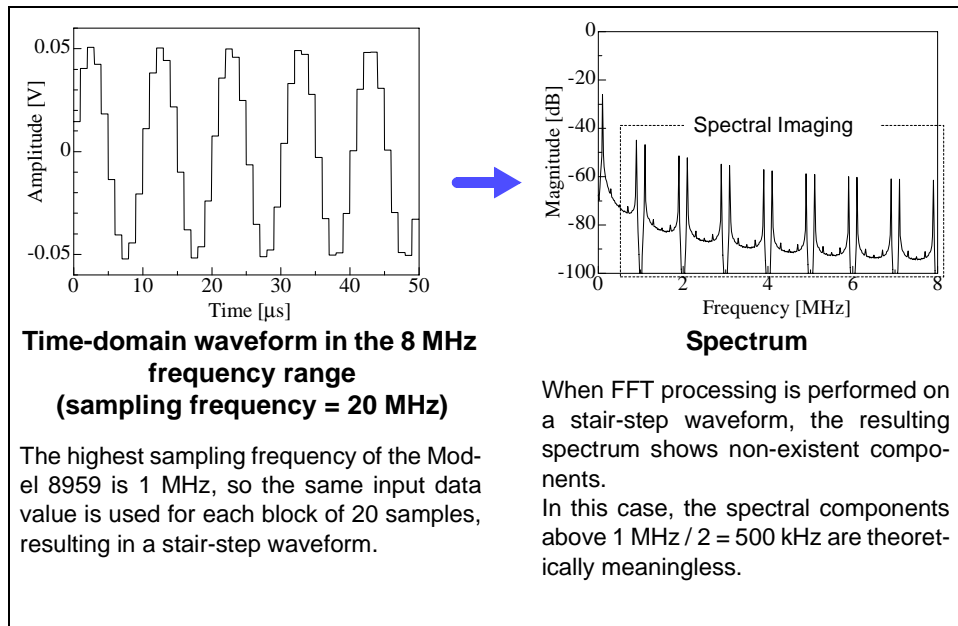 0.05
0
-0.05
Amplitude [V]
0 10 20 30 40 50
Time [μs]
0
-20
-40
-60
-80
-100
Magnitude [dB]
Spectral Imaging
0 2 4 6 8
Frequency [MHz]
Time-domain waveform in the 8 MHz
frequency range
(sampling frequency = 20 MHz)
The highest sampling frequency of the Mod-
el 8959 is 1 MHz, so the same input data
value is used for each block of 20 samples,
resulting in a stair-step waveform.
Spectrum
When FFT processing is performed on
a stair-step waveform, the resulting
spectrum shows non-existent compo-
nents.
In this case, the spectral components
above 1 MHz / 2 = 500 kHz are theoret-
ically meaningless.